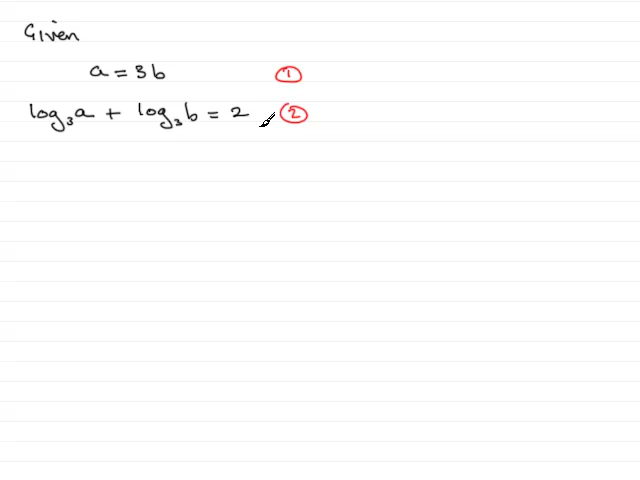 Given
a = 3b ①
log₃a + log₃b = 2 ②